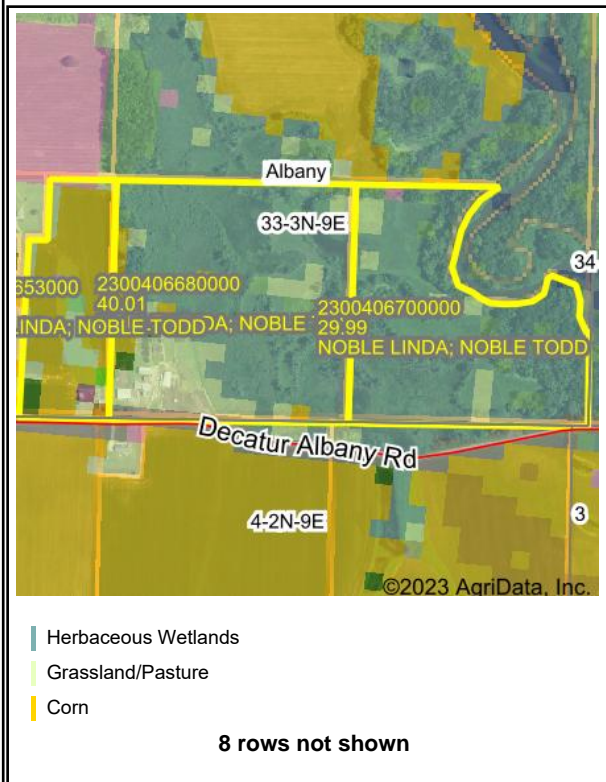 Albany
33-3N-9E
34
653000 2300406680000
40.01
LINDA; NOBLE TODD DA; NOBLE
2300406700000
29.99
NOBLE LINDA; NOBLE TODD
Decatur Albany Rd
4-2N-9E
3
©2023 AgriData, Inc.
Herbaceous Wetlands
Grassland/Pasture
Corn
8 rows not shown